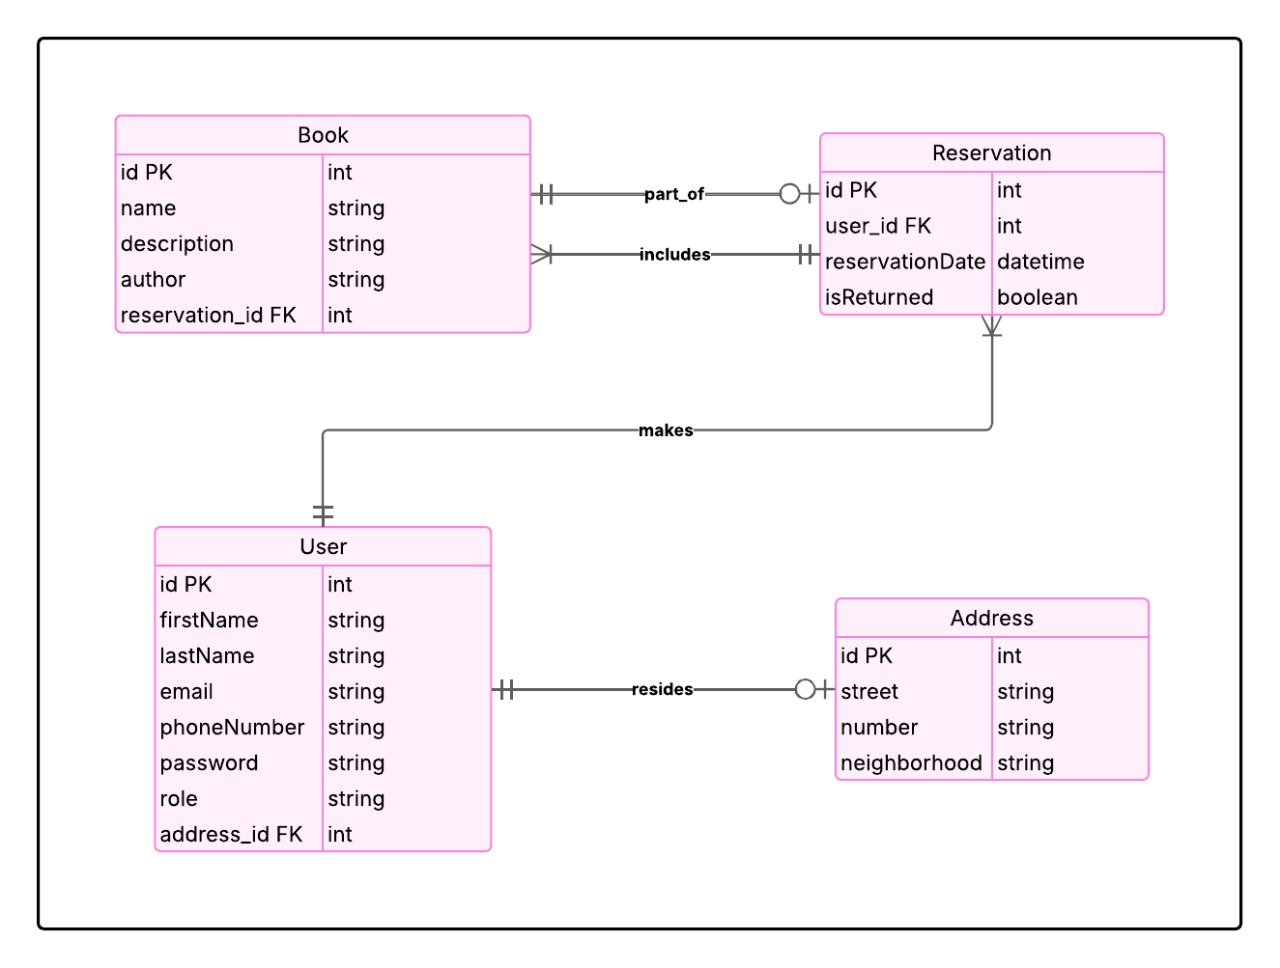 Book
id PK int
name string
description string
author string
reservation_id FK int
part_of
includes
Reservation
id PK int
user_id FK int
reservationDate datetime
isReturned boolean
makes
User
id PK int
firstName string
lastName string
email string
phoneNumber string
password string
role string
address_id FK int
resides
Address
id PK int
street string
number string
neighborhood string